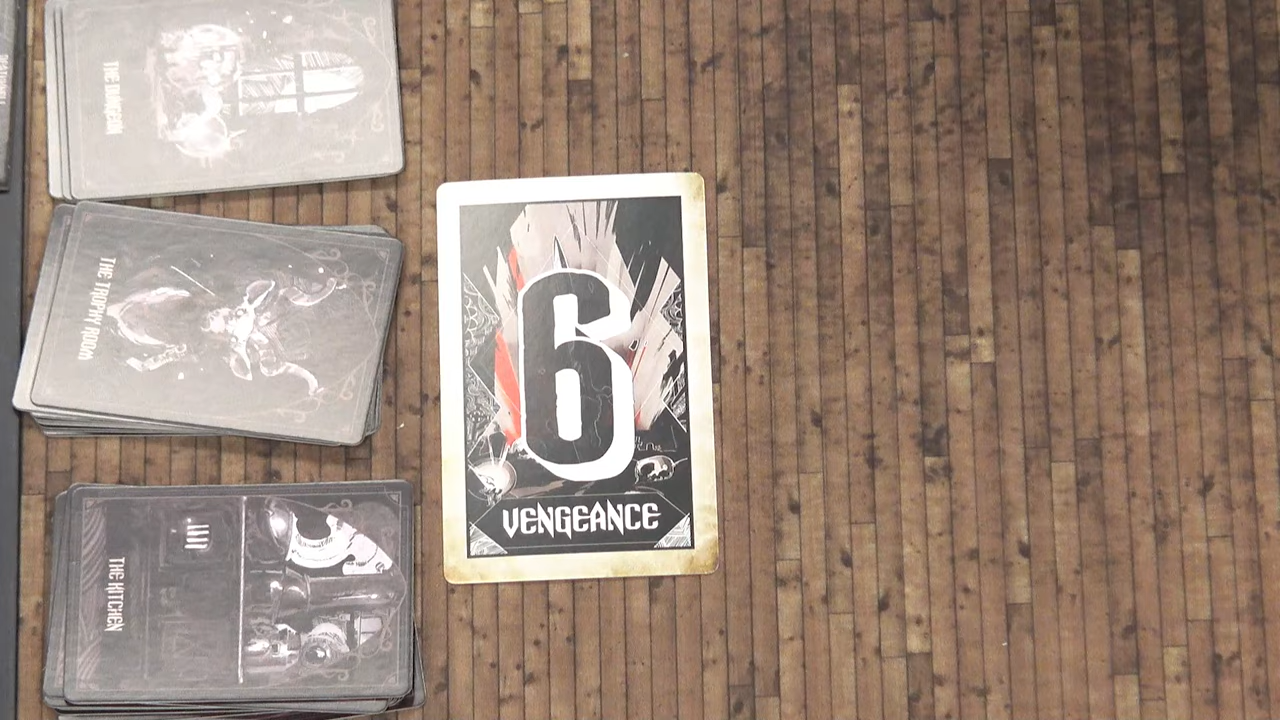 THE DUNGEON
THE TROPHY ROOM
THE KITCHEN
6
VENGEANCE